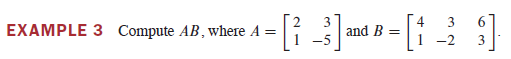 EXAMPLE 3 Compute AB, where A = [2 3; 1 −5] and B = [4 3 6; 1 −2 3].